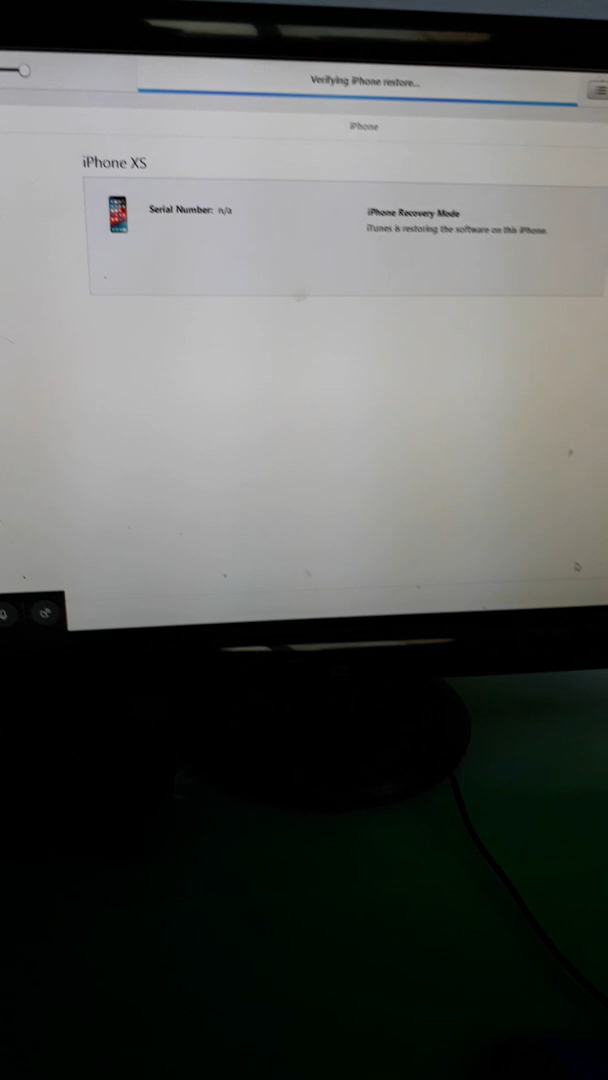 Verifying iPhone restore...
iPhone
iPhone XS
Serial Number: n/a
iPhone Recovery Mode
iTunes is restoring the software on this iPhone.